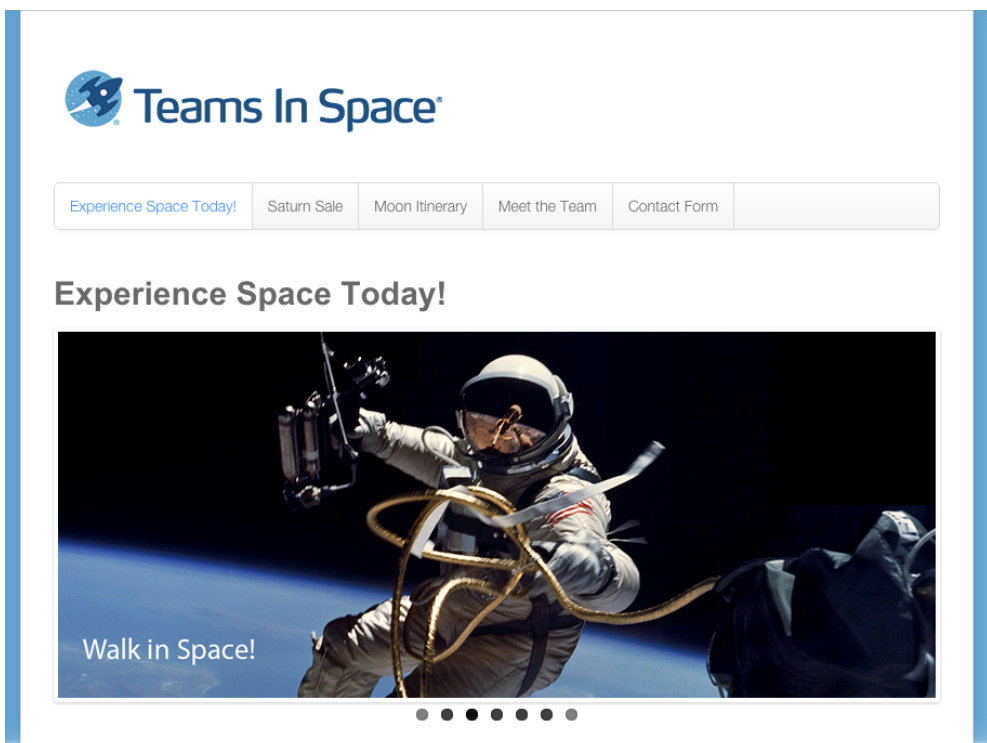 Teams In Space®
Experience Space Today!
Saturn Sale
Moon Itinerary
Meet the Team
Contact Form
Experience Space Today!
Walk in Space!